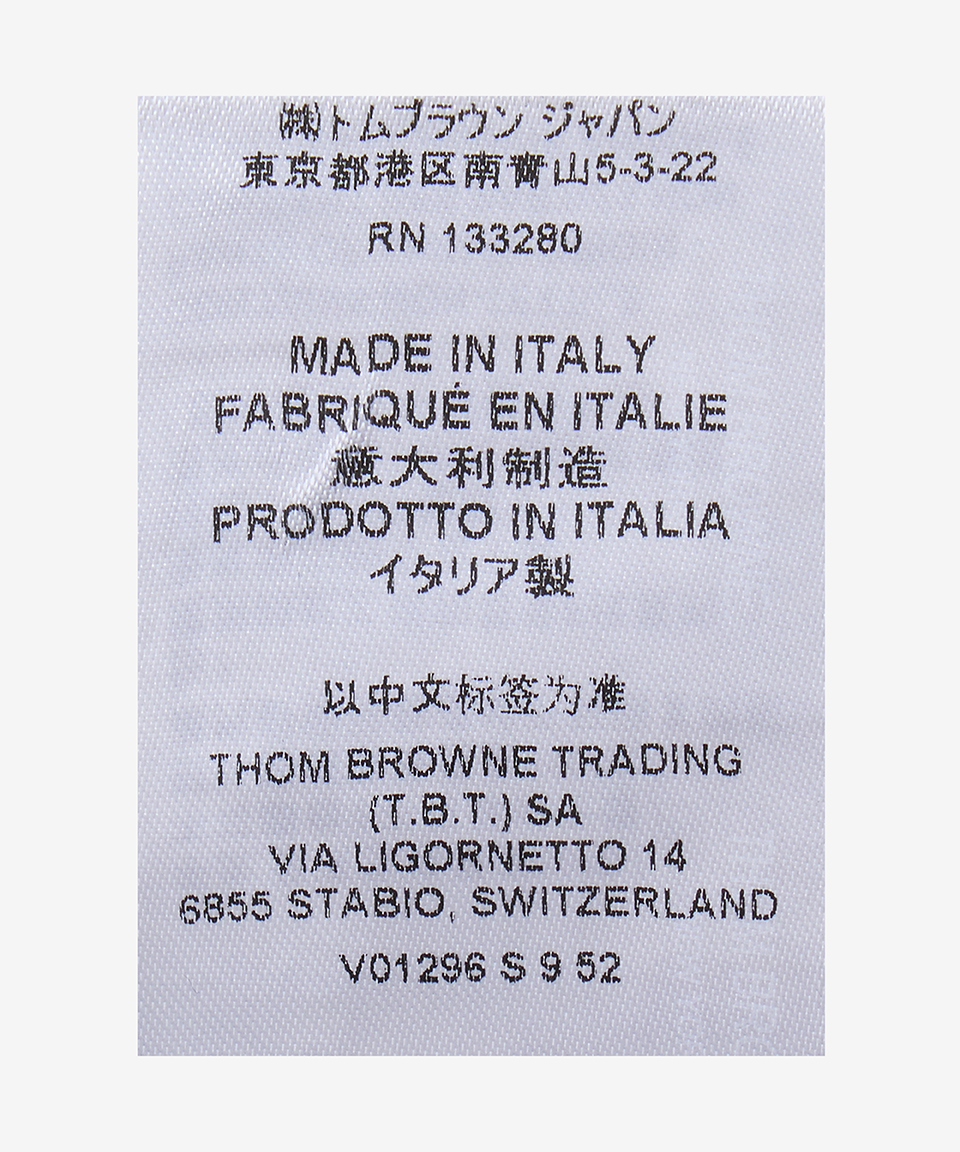 ㈱トムブラウン ジャパン
東京都港区南青山5-3-22
RN 133280
MADE IN ITALY
FABRIQUÉ EN ITALIE
意大利制造
PRODOTTO IN ITALIA
イタリア製
以中文标签为准
THOM BROWNE TRADING
(T.B.T.) SA
VIA LIGORNETTO 14
6855 STABIO, SWITZERLAND
V01296 S 9 52